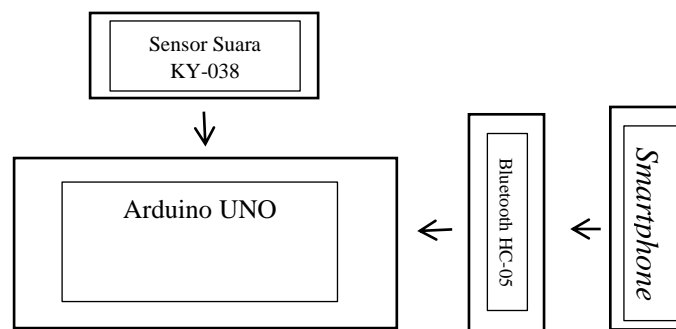 Sensor Suara
KY-038
Arduino UNO
Bluetooth HC-05
Smartphone